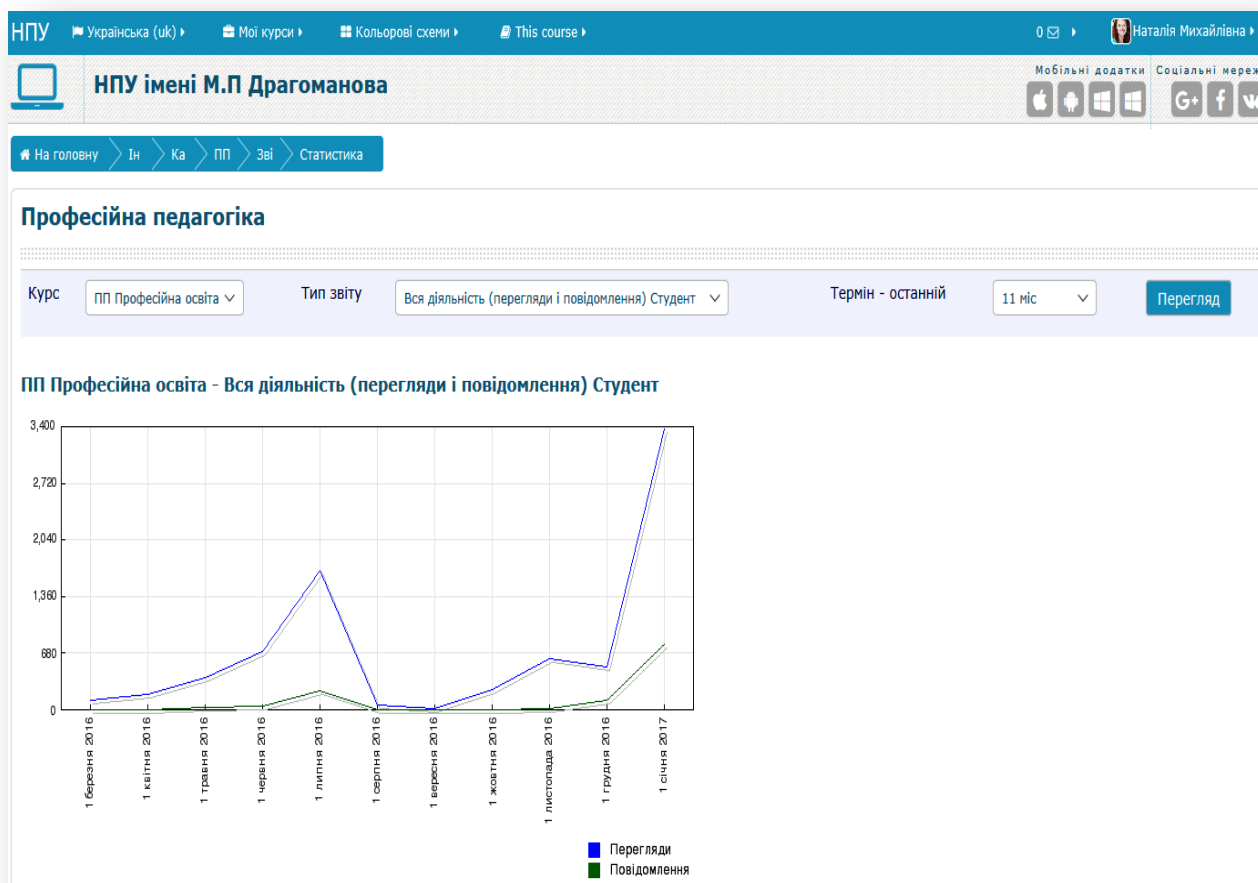 НПУ Українська (uk) Мої курси Кольорові схеми This course 0 Наталія Михайлівна
НПУ імені М.П Драгоманова
Мобільні додатки Соціальні мереж
G+ f
На головну Ін Ка ПП Зві Статистика
Професійна педагогіка
Курс ПП Професійна освіта Тип звіту Вся діяльність (перегляди і повідомлення) Студент Термін - останній 11 міс Перегляд
ПП Професійна освіта - Вся діяльність (перегляди і повідомлення) Студент
3,400
2,720
2,040
1,360
680
0
1 березня 2016
1 квітня 2016
1 травня 2016
1 червня 2016
1 липня 2016
1 серпня 2016
1 вересня 2016
1 жовтня 2016
1 листопада 2016
1 грудня 2016
1 січня 2017
Перегляди
Повідомлення